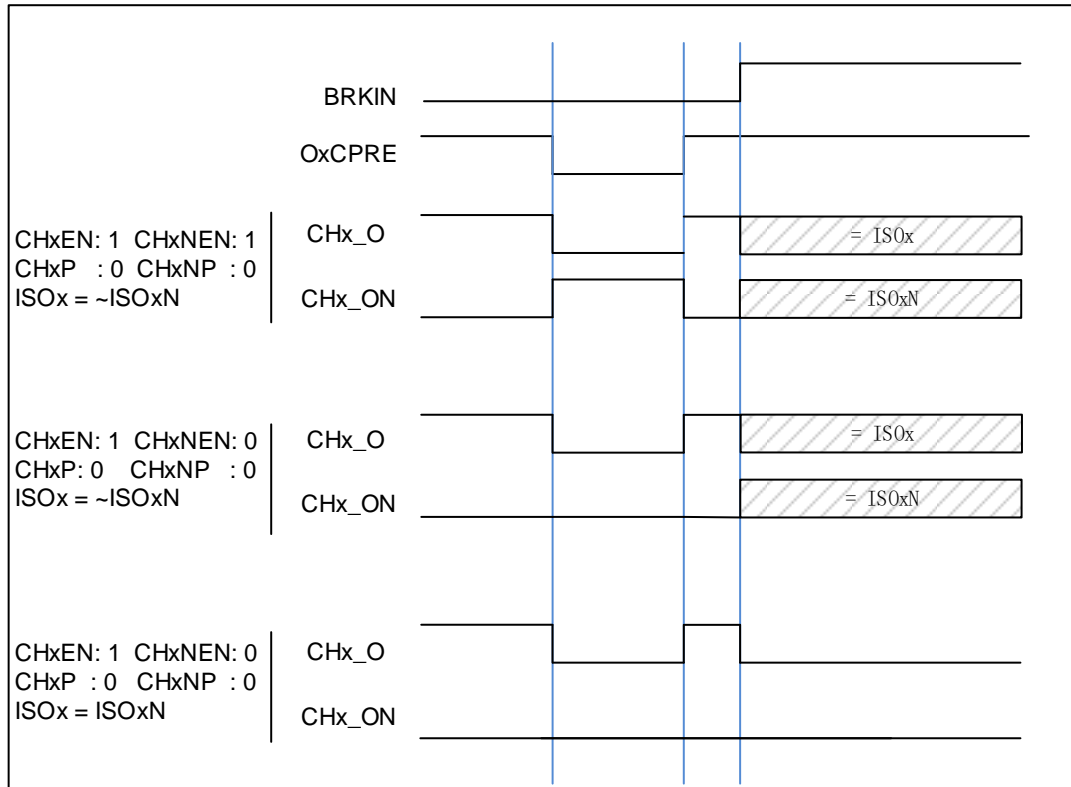 BRKIN
OxCPRE
CHxEN: 1 CHxNEN: 1
CHxP : 0 CHxNP : 0
ISOx = ~ISOxN
CHx_O
= ISOx
CHx_ON
= ISOxN
CHxEN: 1 CHxNEN: 0
CHxP: 0 CHxNP : 0
ISOx = ~ISOxN
CHx_O
= ISOx
CHx_ON
= ISOxN
CHxEN: 1 CHxNEN: 0
CHxP : 0 CHxNP : 0
ISOx = ISOxN
CHx_O
CHx_ON